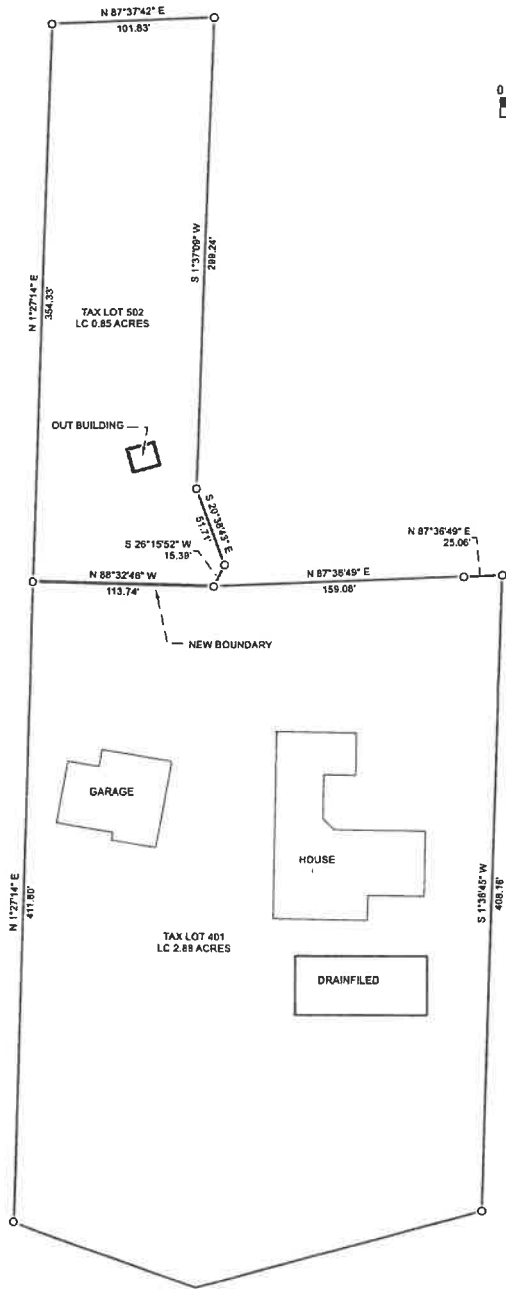 N 87°37'42" E
101.83'
0
N 1°27'14" E
354.33'
S 1°37'09" W
299.24'
TAX LOT 502
LC 0.85 ACRES
OUT BUILDING
S 20°38'43" E
51.71'
S 26°15'52" W
15.39'
N 87°36'49" E
25.06'
N 88°32'46" W
113.74'
N 87°36'49" E
159.08'
NEW BOUNDARY
GARAGE
HOUSE
N 1°27'14" E
411.80'
S 1°36'45" W
408.16'
TAX LOT 401
LC 2.88 ACRES
DRAINFILED